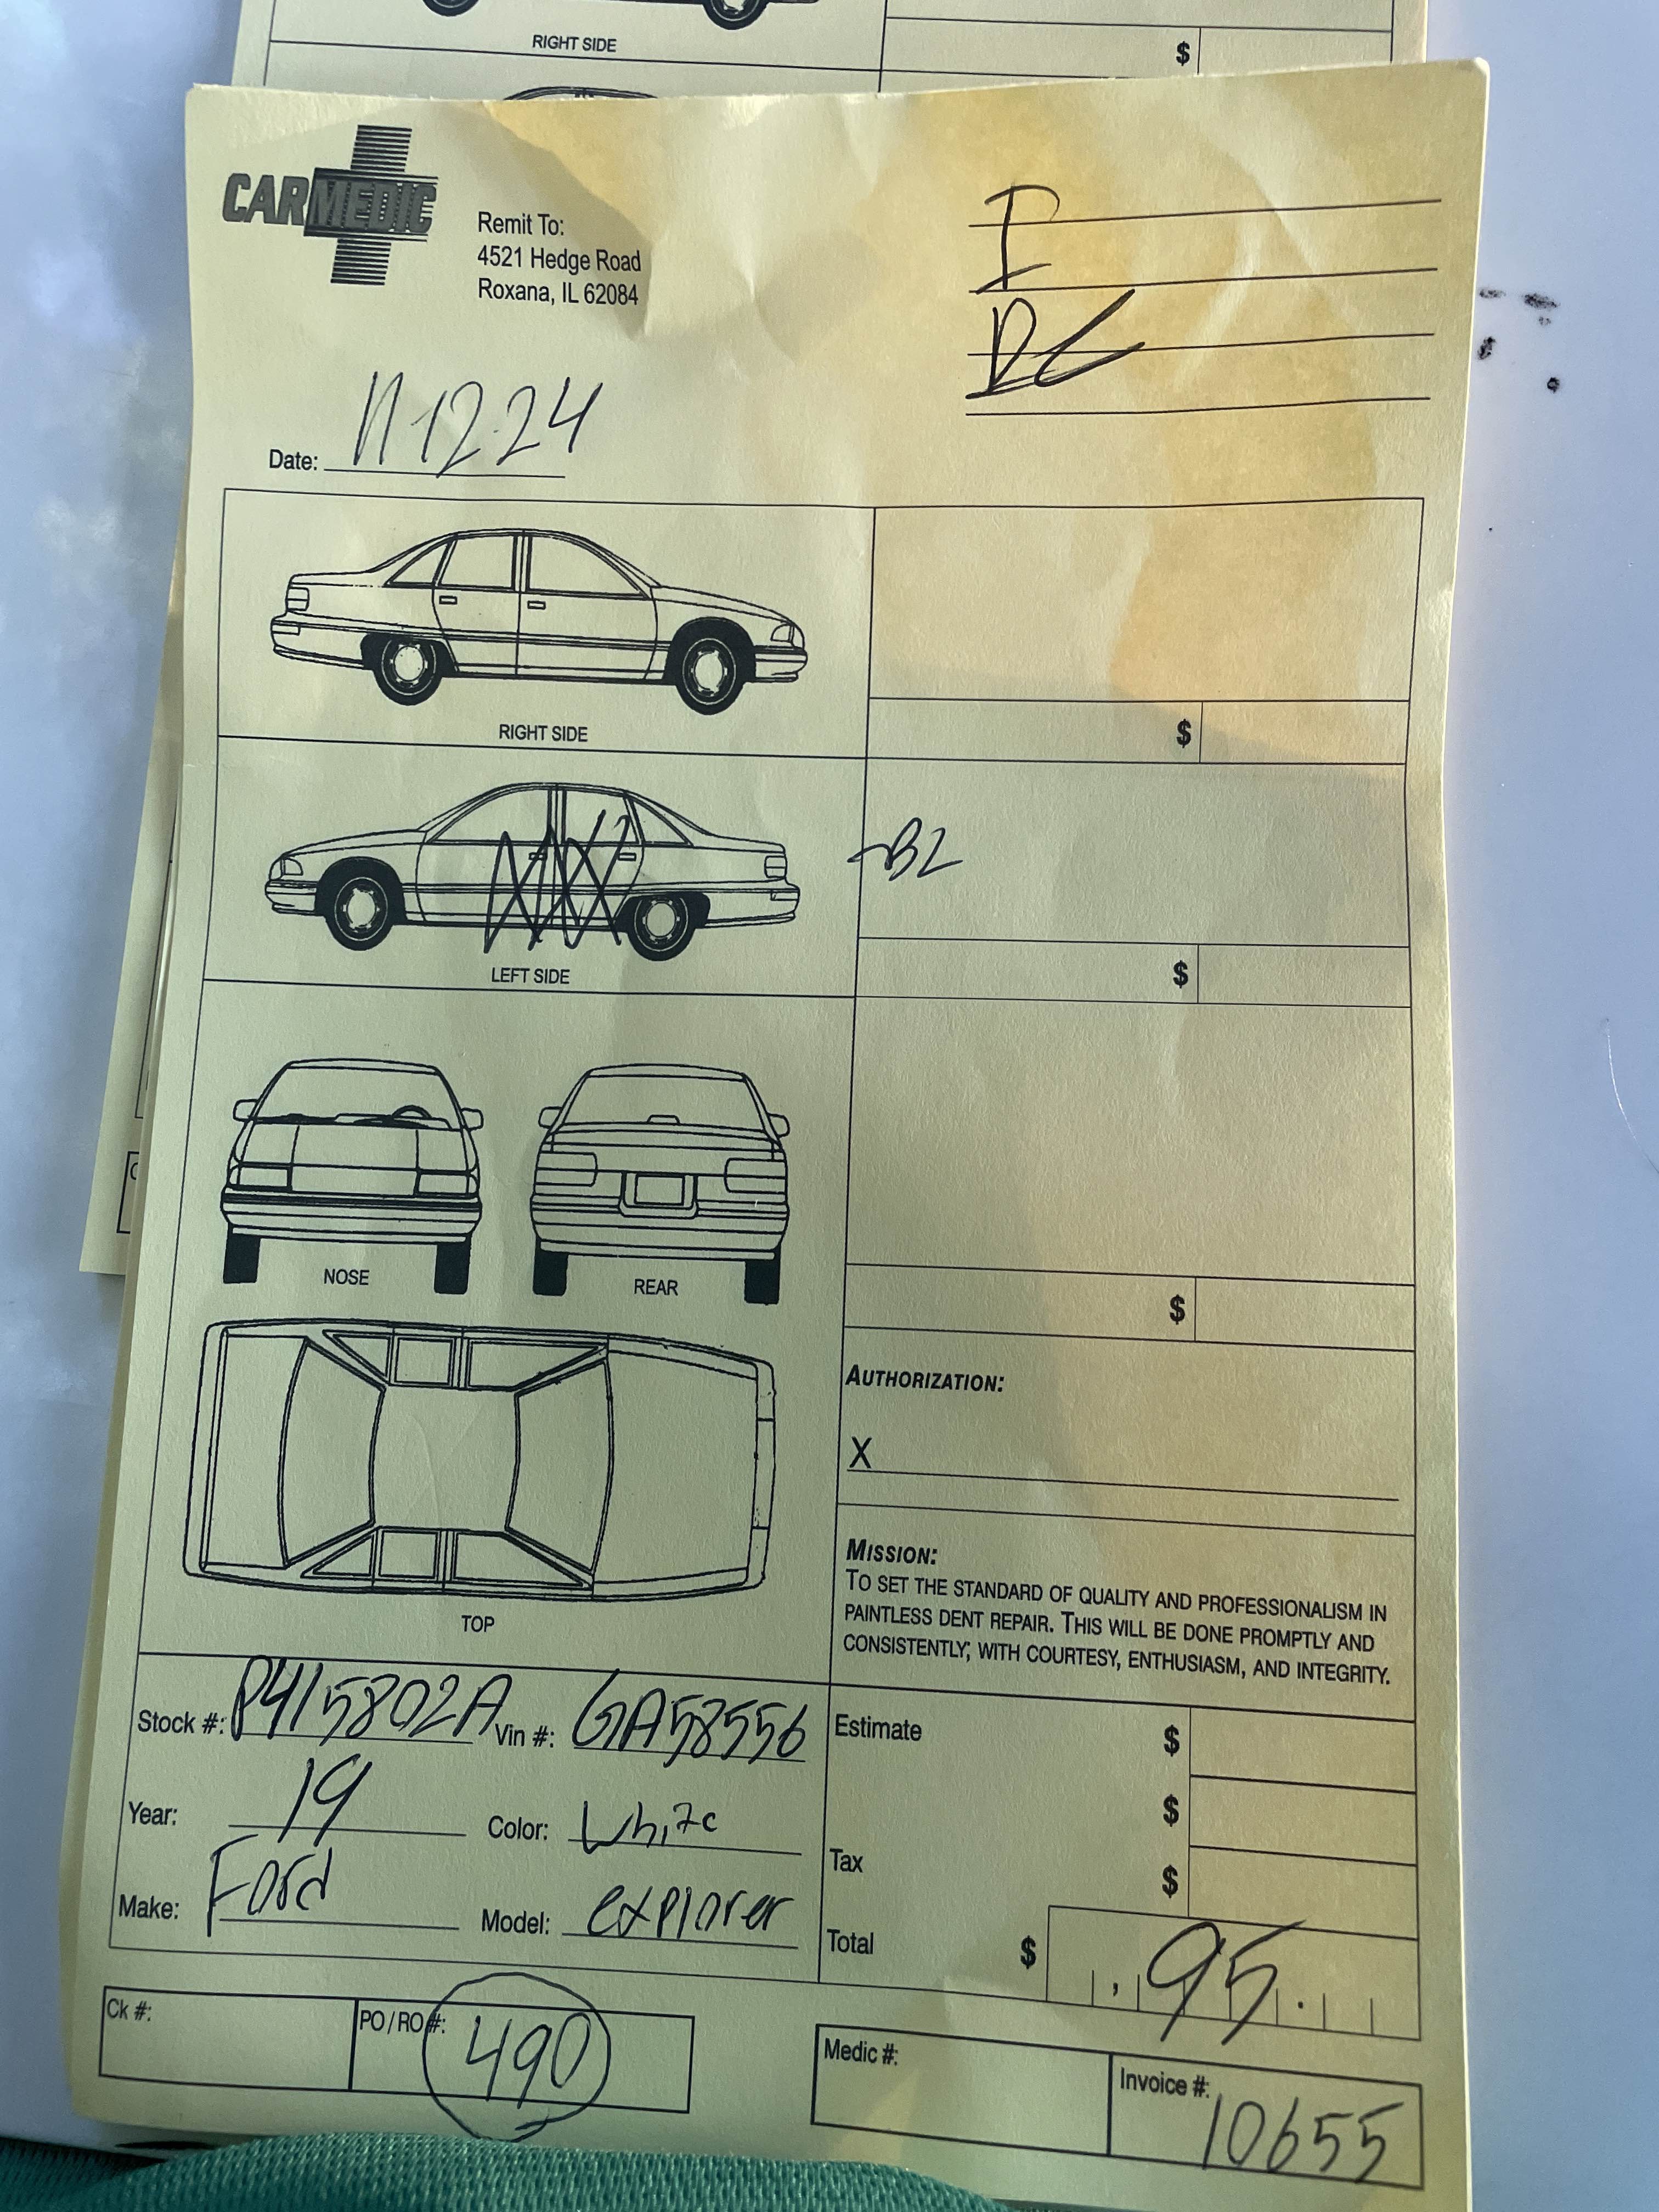 RIGHT SIDE
$
CARMEDIC
Remit To:
4521 Hedge Road
Roxana, IL 62084
Date: 11-12-24
RIGHT SIDE
$
LEFT SIDE
$
NOSE
REAR
$
TOP
AUTHORIZATION:
X
MISSION:
TO SET THE STANDARD OF QUALITY AND PROFESSIONALISM IN
PAINTLESS DENT REPAIR. THIS WILL BE DONE PROMPTLY AND
CONSISTENTLY; WITH COURTESY, ENTHUSIASM, AND INTEGRITY.
Stock #: P415802A Vin #: GA58556
Year: 19 Color: White
Make: Ford Model: explorer
Estimate $
$
Tax $
Total $ , 95.
Ck #:
PO / RO #: 490
Medic #:
Invoice #: 10655